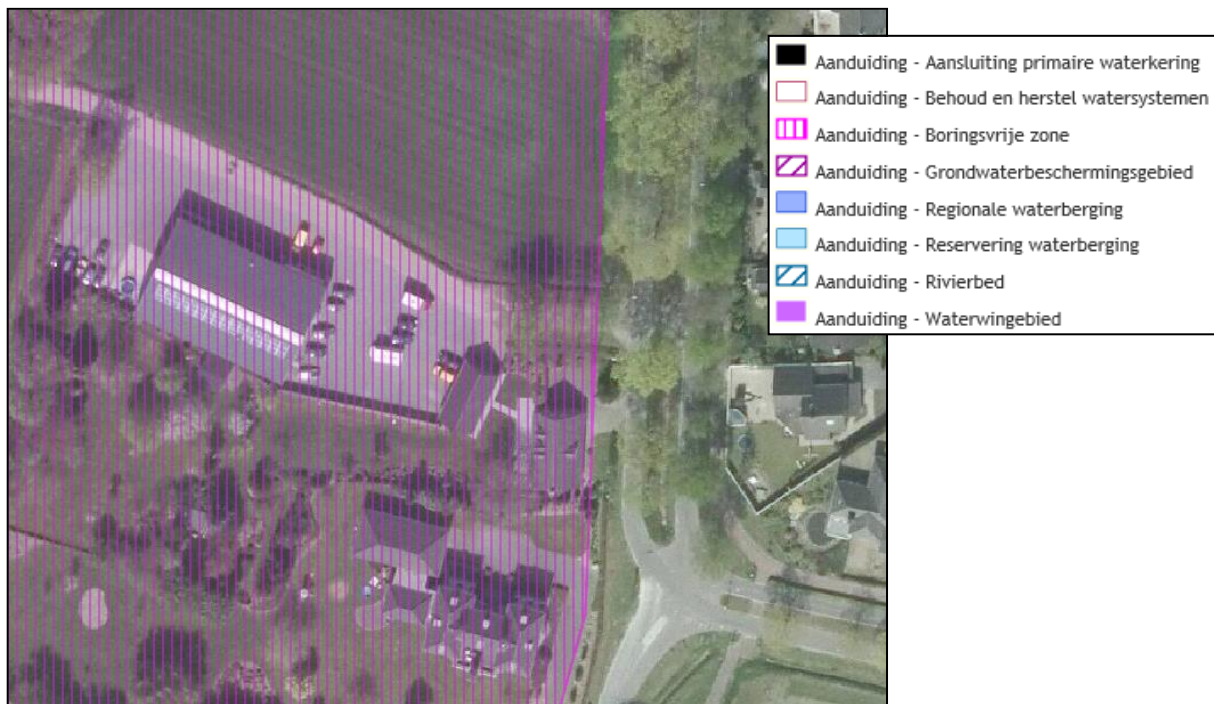 Aanduiding - Aansluiting primaire waterkering
Aanduiding - Behoud en herstel watersystemen
Aanduiding - Boringsvrije zone
Aanduiding - Grondwaterbeschermingsgebied
Aanduiding - Regionale waterberging
Aanduiding - Reservering waterberging
Aanduiding - Rivierbed
Aanduiding - Waterwingebied